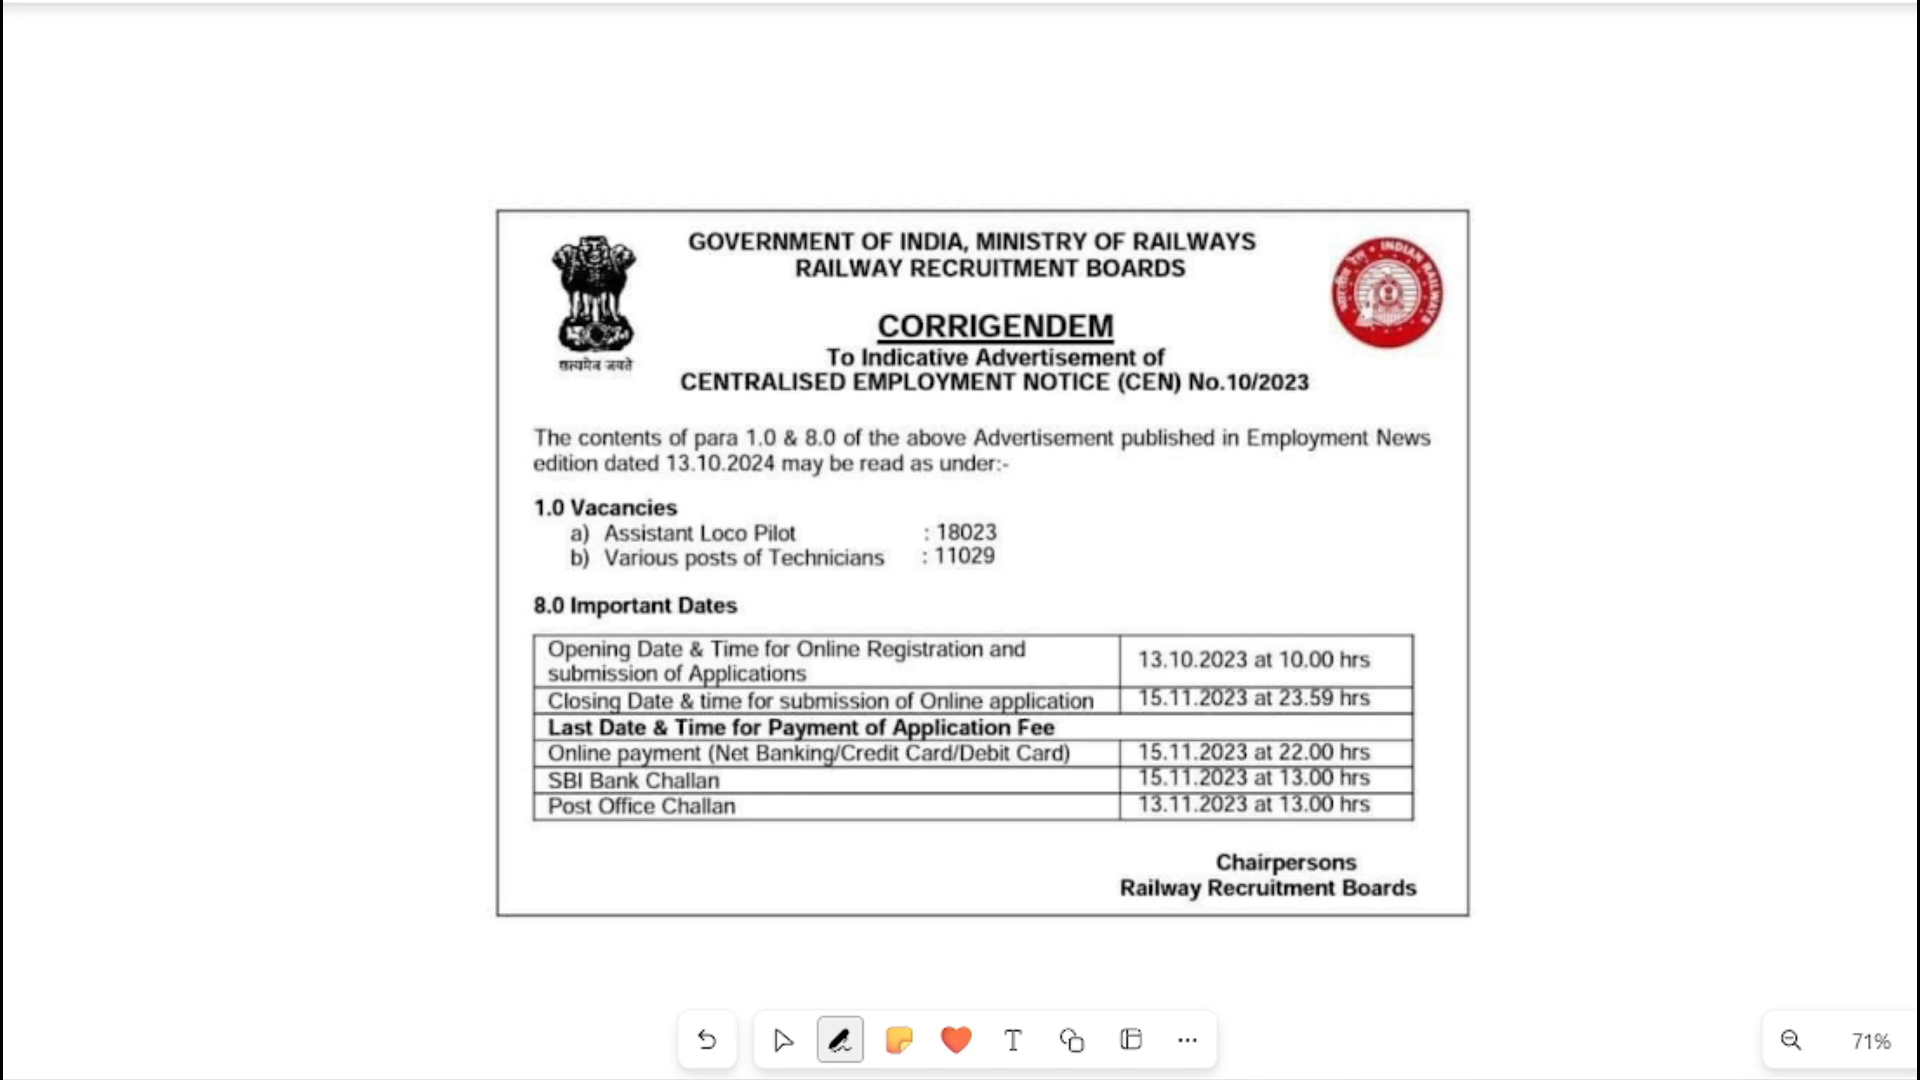 GOVERNMENT OF INDIA, MINISTRY OF RAILWAYS
RAILWAY RECRUITMENT BOARDS
INDIAN RAILWAYS
भारतीय रेल
CORRIGENDEM
सत्यमेव जयते
To Indicative Advertisement of
CENTRALISED EMPLOYMENT NOTICE (CEN) No.10/2023
The contents of para 1.0 & 8.0 of the above Advertisement published in Employment News
edition dated 13.10.2024 may be read as under:-
1.0 Vacancies
a) Assistant Loco Pilot : 18023
b) Various posts of Technicians : 11029
8.0 Important Dates
Opening Date & Time for Online Registration and
submission of Applications 13.10.2023 at 10.00 hrs
Closing Date & time for submission of Online application 15.11.2023 at 23.59 hrs
Last Date & Time for Payment of Application Fee
Online payment (Net Banking/Credit Card/Debit Card) 15.11.2023 at 22.00 hrs
SBI Bank Challan 15.11.2023 at 13.00 hrs
Post Office Challan 13.11.2023 at 13.00 hrs
Chairpersons
Railway Recruitment Boards
T
71%